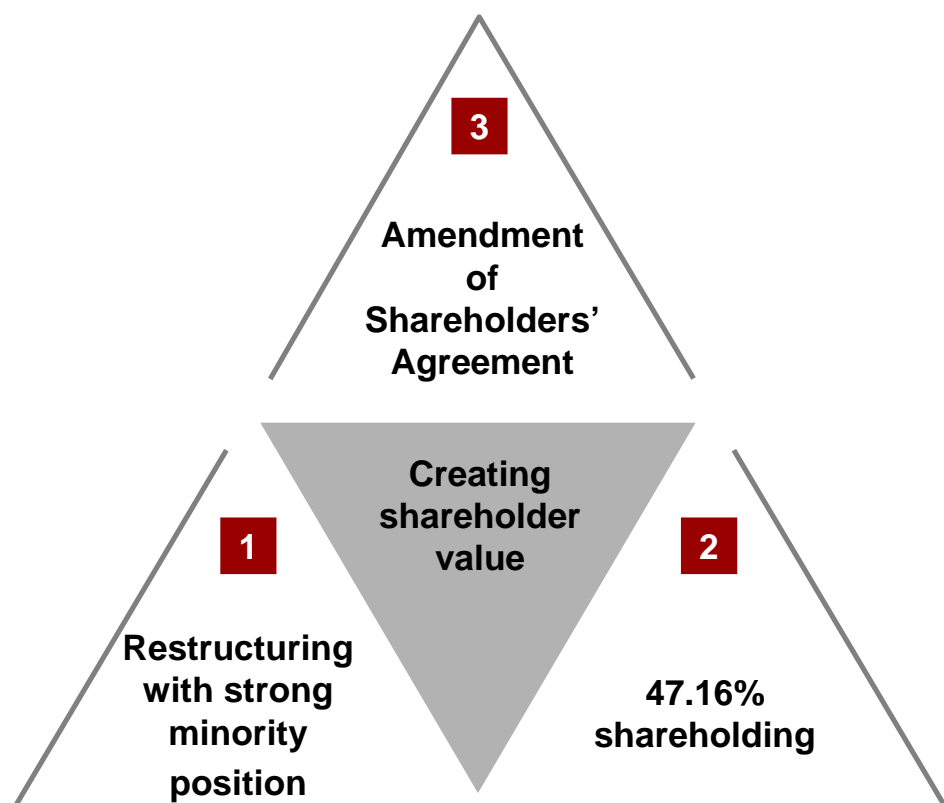 3
Amendment
of
Shareholders’
Agreement
Creating
shareholder
value
1
Restructuring
with strong
minority
position
2
47.16%
shareholding